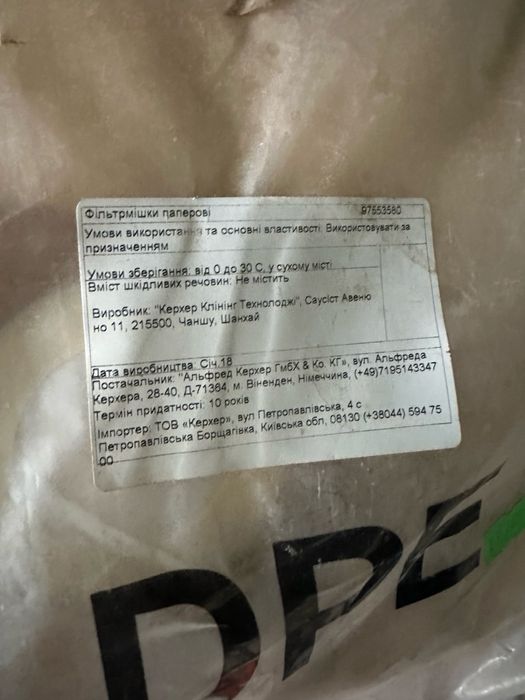 Фільтрмішки паперові 97553580
Умови використання та основні властивості: Використовувати за
призначенням
Умови зберігання: від 0 до 30 С, у сухому місті
Вміст шкідливих речовин: Не містить
Виробник: "Керхер Клінінг Технолоджі", Саусіст Авеню
но 11, 215500, Чаншу, Шанхай
Дата виробництва: Січ.18
Постачальник: "Альфред Керхер ГмбХ & Ко. КГ», вул. Альфреда
Керхера, 28-40, Д-71364, м. Віненден, Німеччина, (+49)7195143347
Термін придатності: 10 років
Імпортер: ТОВ «Керхер», вул Петропавлівська, 4 с
Петропавлівська Борщагівка, Київська обл, 08130 (+38044) 594 75
00
DPE